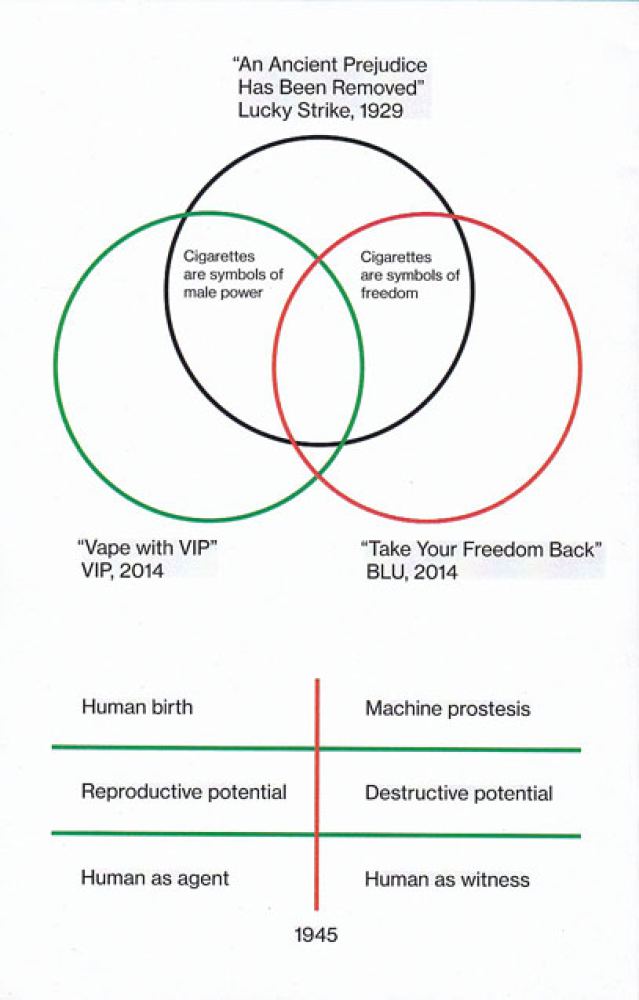 “An Ancient Prejudice
Has Been Removed”
Lucky Strike, 1929
Cigarettes
are symbols of
male power
Cigarettes
are symbols of
freedom
“Vape with VIP”
VIP, 2014
“Take Your Freedom Back”
BLU, 2014
Human birth
Machine prostesis
Reproductive potential
Destructive potential
Human as agent
Human as witness
1945